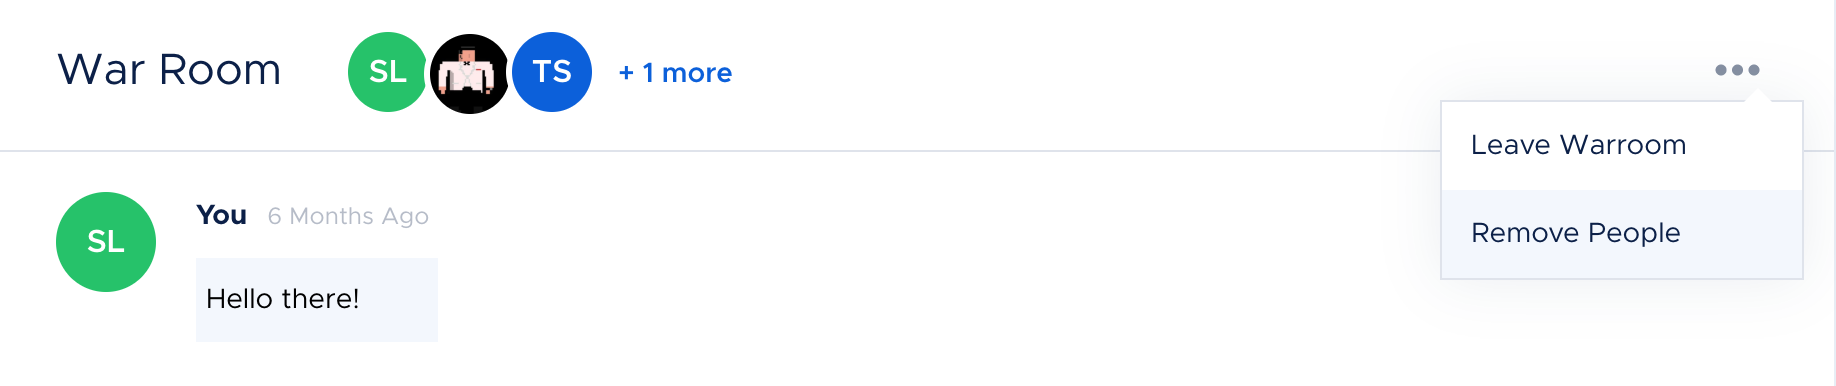 War Room SL TS + 1 more
Leave Warroom
Remove People
SL You 6 Months Ago
Hello there!